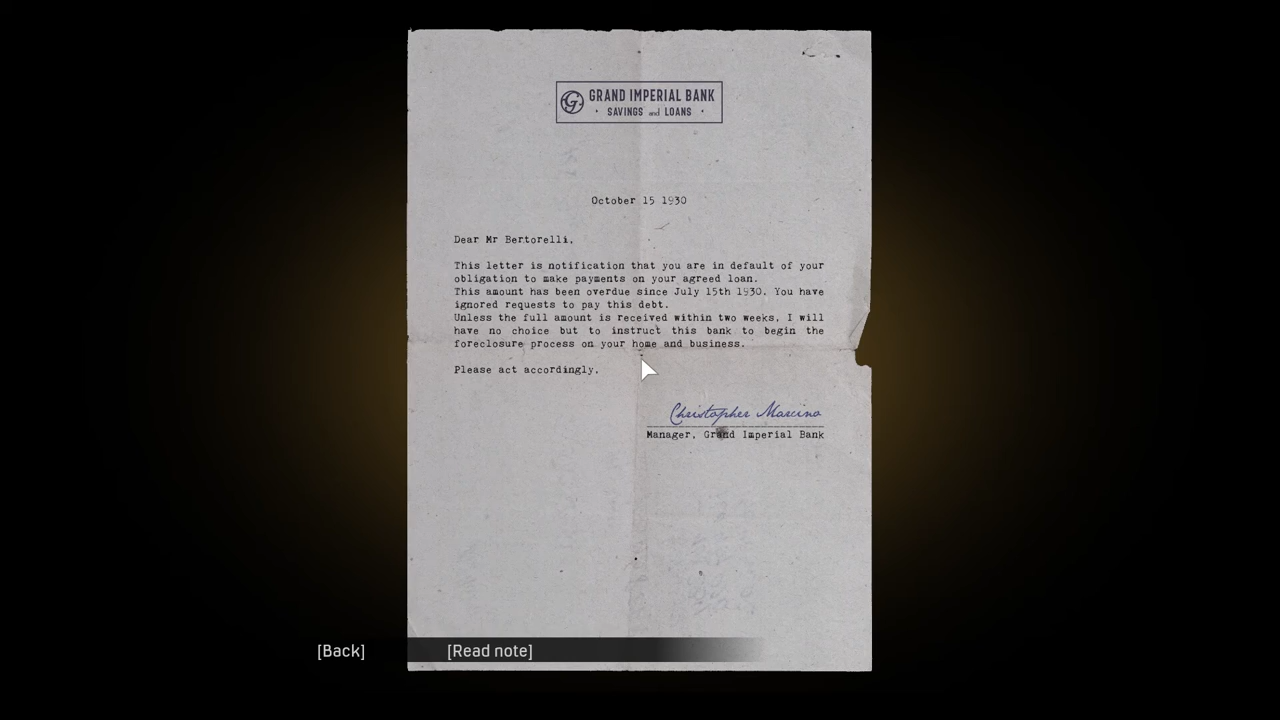 GRAND IMPERIAL BANK
· SAVINGS and LOANS ·
October 15 1930
Dear Mr Bertorelli,
This letter is notification that you are in default of your
obligation to make payments on your agreed loan.
This amount has been overdue since July 15th 1930. You have
ignored requests to pay this debt.
Unless the full amount is received within two weeks, I will
have no choice but to instruct this bank to begin the
foreclosure process on your home and business.
Please act accordingly.
Christopher Marcino
Manager, Grand Imperial Bank
[Back] [Read note]